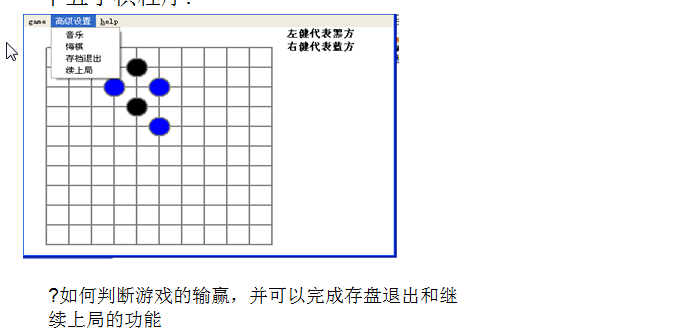 五子棋程序！
game 高级设置 help
音乐
悔棋
存档退出
续上局
左健代表黑方
右健代表蓝方
?如何判断游戏的输赢，并可以完成存盘退出和继
续上局的功能